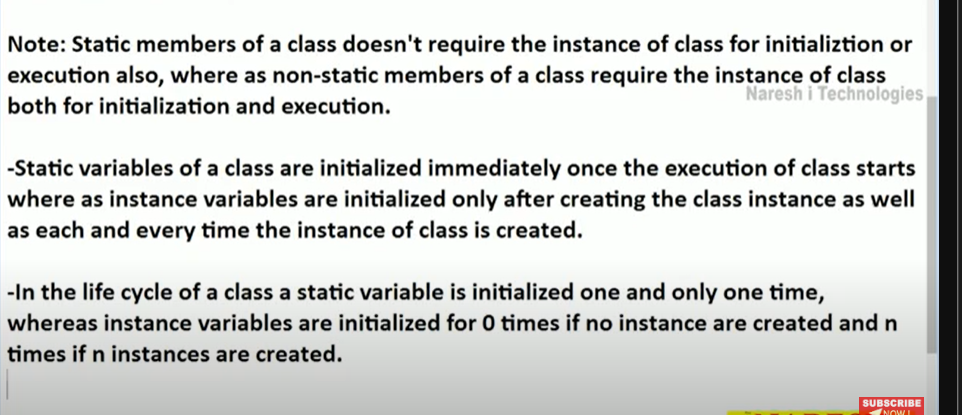 Note: Static members of a class doesn't require the instance of class for initializtion or
execution also, where as non-static members of a class require the instance of class
Naresh i Technologies
both for initialization and execution.
-Static variables of a class are initialized immediately once the execution of class starts
where as instance variables are initialized only after creating the class instance as well
as each and every time the instance of class is created.
-In the life cycle of a class a static variable is initialized one and only one time,
whereas instance variables are initialized for 0 times if no instance are created and n
times if n instances are created.
SUBSCRIBE
NOW!